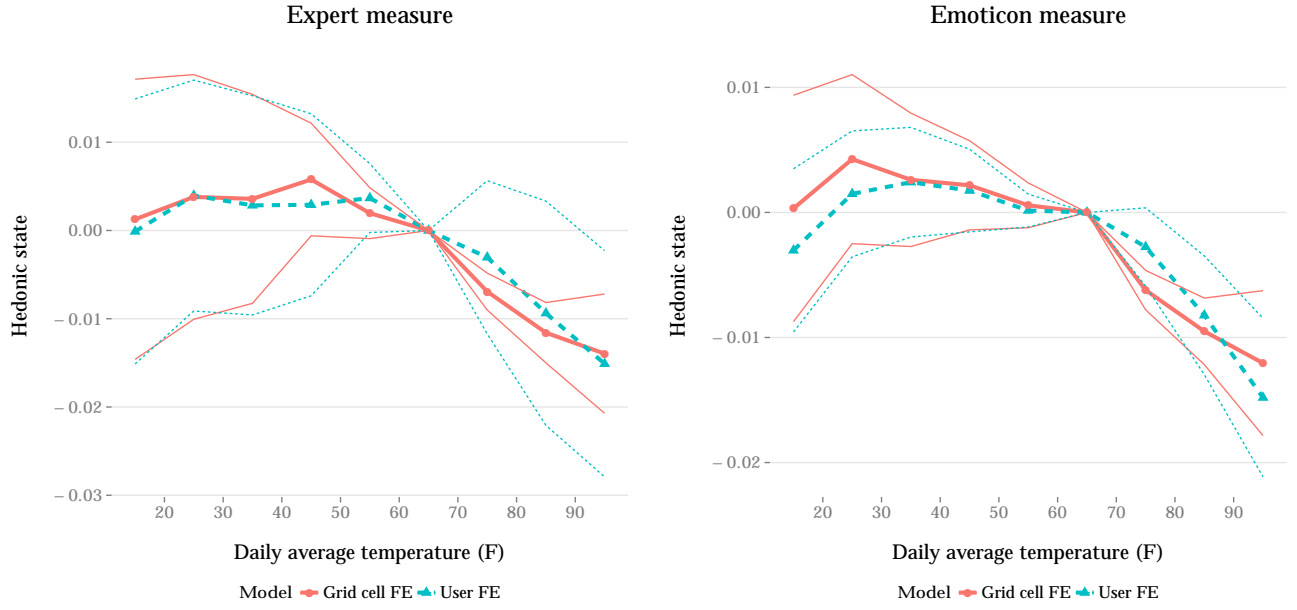 Expert measure
Hedonic state
0.01
0.00
−0.01
−0.02
−0.03
20 30 40 50 60 70 80 90
Daily average temperature (F)
Model Grid cell FE User FE
Emoticon measure
Hedonic state
0.01
0.00
−0.01
−0.02
20 30 40 50 60 70 80 90
Daily average temperature (F)
Model Grid cell FE User FE